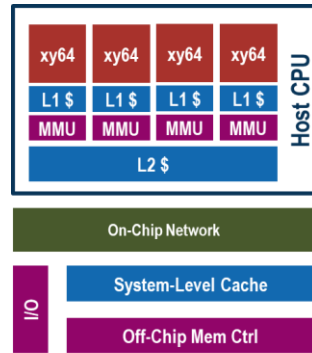 xy64 xy64 xy64 xy64
L1 $ L1 $ L1 $ L1 $
MMU MMU MMU MMU
L2 $
Host CPU
On-Chip Network
I/O
System-Level Cache
Off-Chip Mem Ctrl